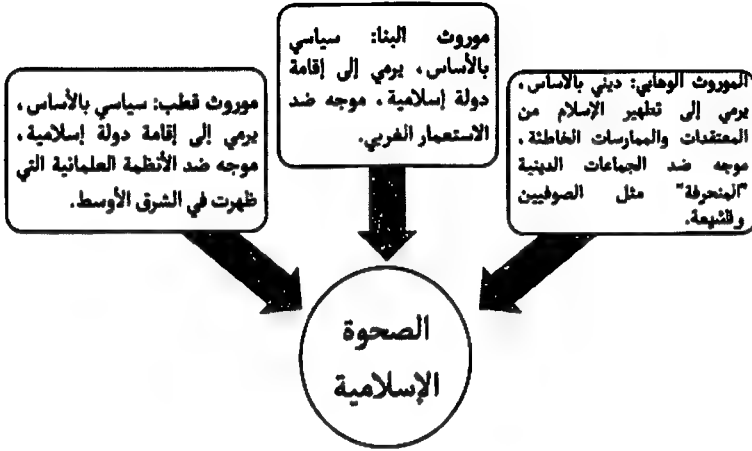 الموروث الوهابي: ديني بالأساس،
يرمي إلى تطهير الإسلام من
المعتقدات والممارسات الخاطئة،
موجه ضد الجماعات الدينية
"المنحرفة" مثل الصوفيين
والشيعة.
موروث البنا: سياسي
بالأساس، يرمي إلى إقامة
دولة إسلامية، موجه ضد
الاستعمار الغربي.
موروث قطب: سياسي بالأساس،
يرمي إلى إقامة دولة إسلامية،
موجه ضد الأنظمة العلمانية التي
ظهرت في الشرق الأوسط.
الصحوة
الإسلامية